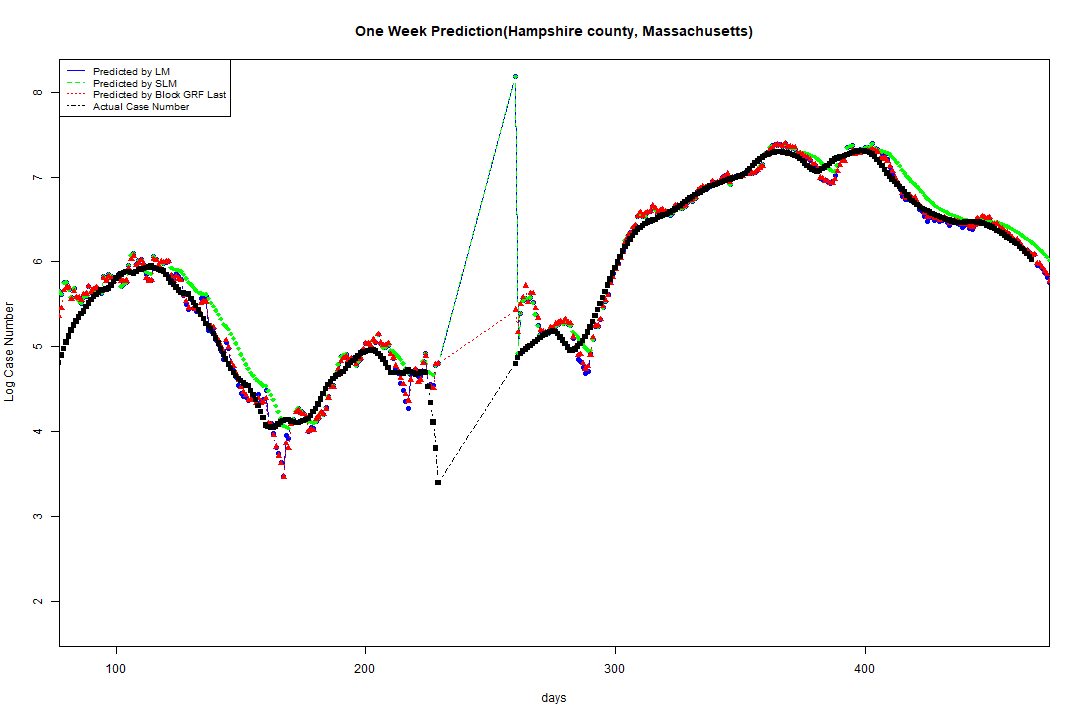 One Week Prediction(Hampshire county, Massachusetts)
Predicted by LM
Predicted by SLM
Predicted by Block GRF Last
Actual Case Number
Log Case Number
8
7
6
5
4
3
2
100 200 300 400
days